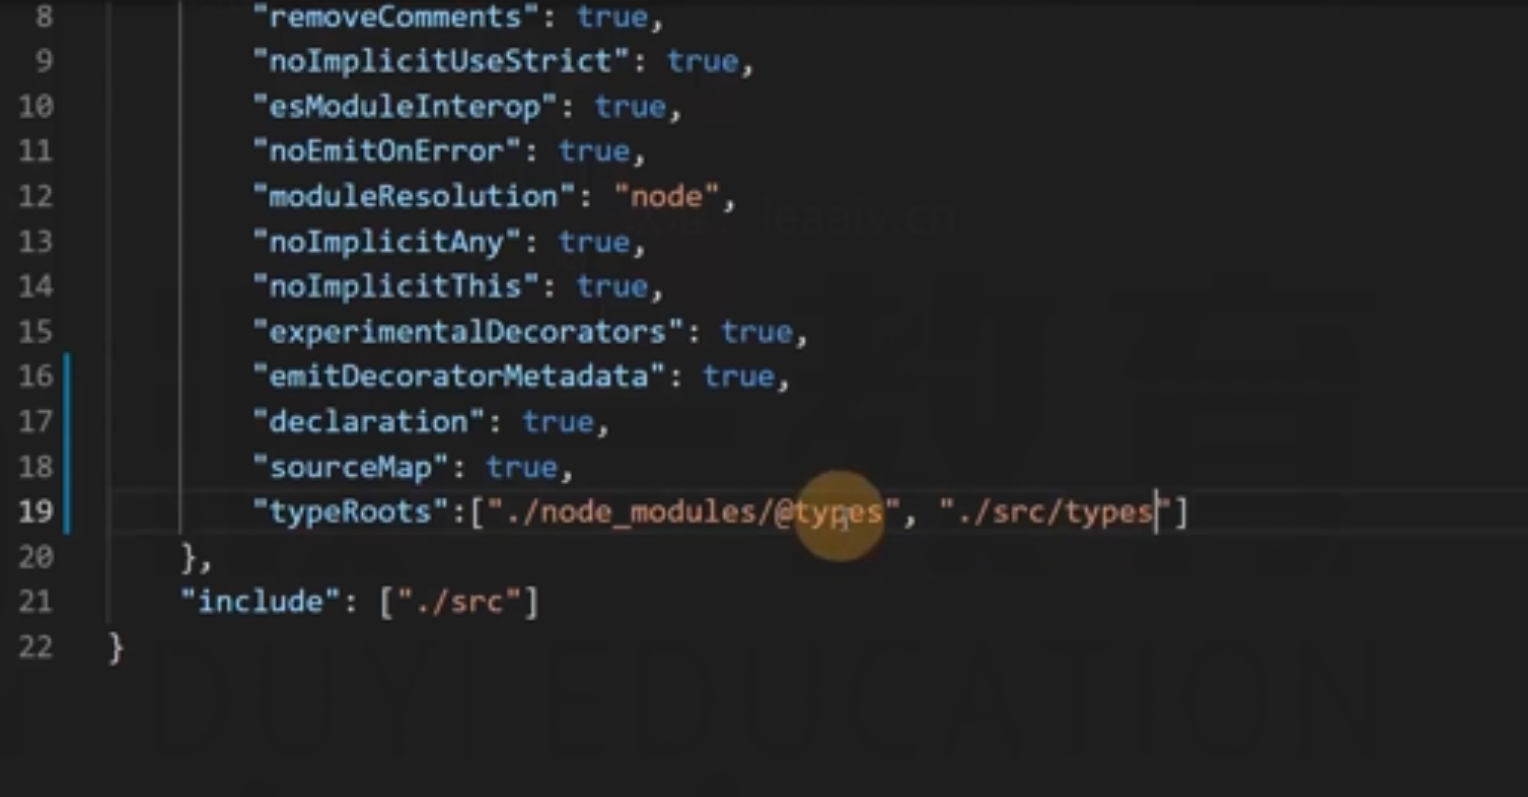 8 "removeComments": true,
9 "noImplicitUseStrict": true,
10 "esModuleInterop": true,
11 "noEmitOnError": true,
12 "moduleResolution": "node",
13 "noImplicitAny": true,
14 "noImplicitThis": true,
15 "experimentalDecorators": true,
16 "emitDecoratorMetadata": true,
17 "declaration": true,
18 "sourceMap": true,
19 "typeRoots":["./node_modules/@types", "./src/types"]
20 },
21 "include": ["./src"]
22 }
DUYI EDUCATION